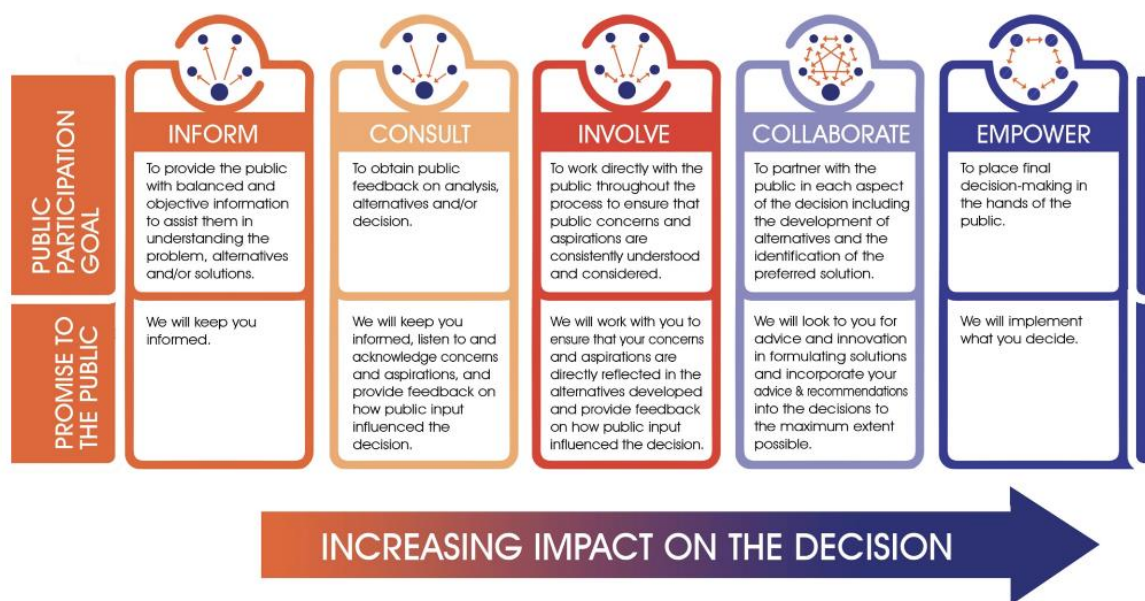 INFORM
CONSULT
INVOLVE
COLLABORATE
EMPOWER
PUBLIC
PARTICIPATION
GOAL
To provide the public
with balanced and
objective information
to assist them in
understanding the
problem, alternatives
and/or solutions.
To obtain public
feedback on analysis,
alternatives and/or
decision.
To work directly with the
public throughout the
process to ensure that
public concerns and
aspirations are
consistently understood
and considered.
To partner with the
public in each aspect
of the decision including
the development of
alternatives and the
identification of the
preferred solution.
To place final
decision-making in
the hands of the
public.
PROMISE TO
THE PUBLIC
We will keep you
informed.
We will keep you
informed, listen to and
acknowledge concerns
and aspirations, and
provide feedback on
how public input
influenced the
decision.
We will work with you to
ensure that your concerns
and aspirations are
directly reflected in the
alternatives developed
and provide feedback
on how public input
influenced the decision.
We will look to you for
advice and innovation
in formulating solutions
and incorporate your
advice & recommendations
into the decisions to
the maximum extent
possible.
We will implement
what you decide.
INCREASING IMPACT ON THE DECISION